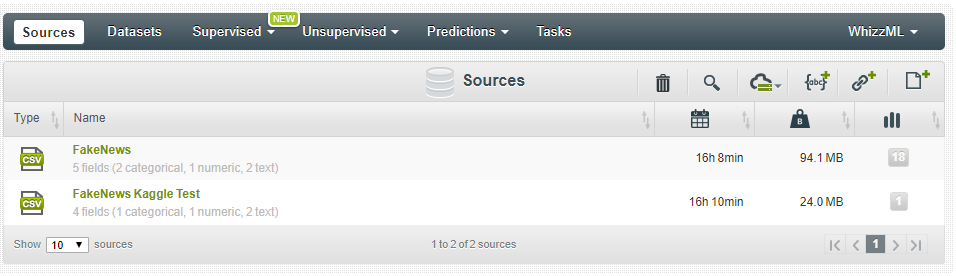 Sources Datasets Supervised NEW Unsupervised Predictions Tasks WhizzML
Sources {abc}
Type Name B
CSV FakeNews 16h 8min 94.1 MB 18
5 fields (2 categorical, 1 numeric, 2 text)
CSV FakeNews Kaggle Test 16h 10min 24.0 MB 1
4 fields (1 categorical, 1 numeric, 2 text)
Show 10 sources 1 to 2 of 2 sources 1